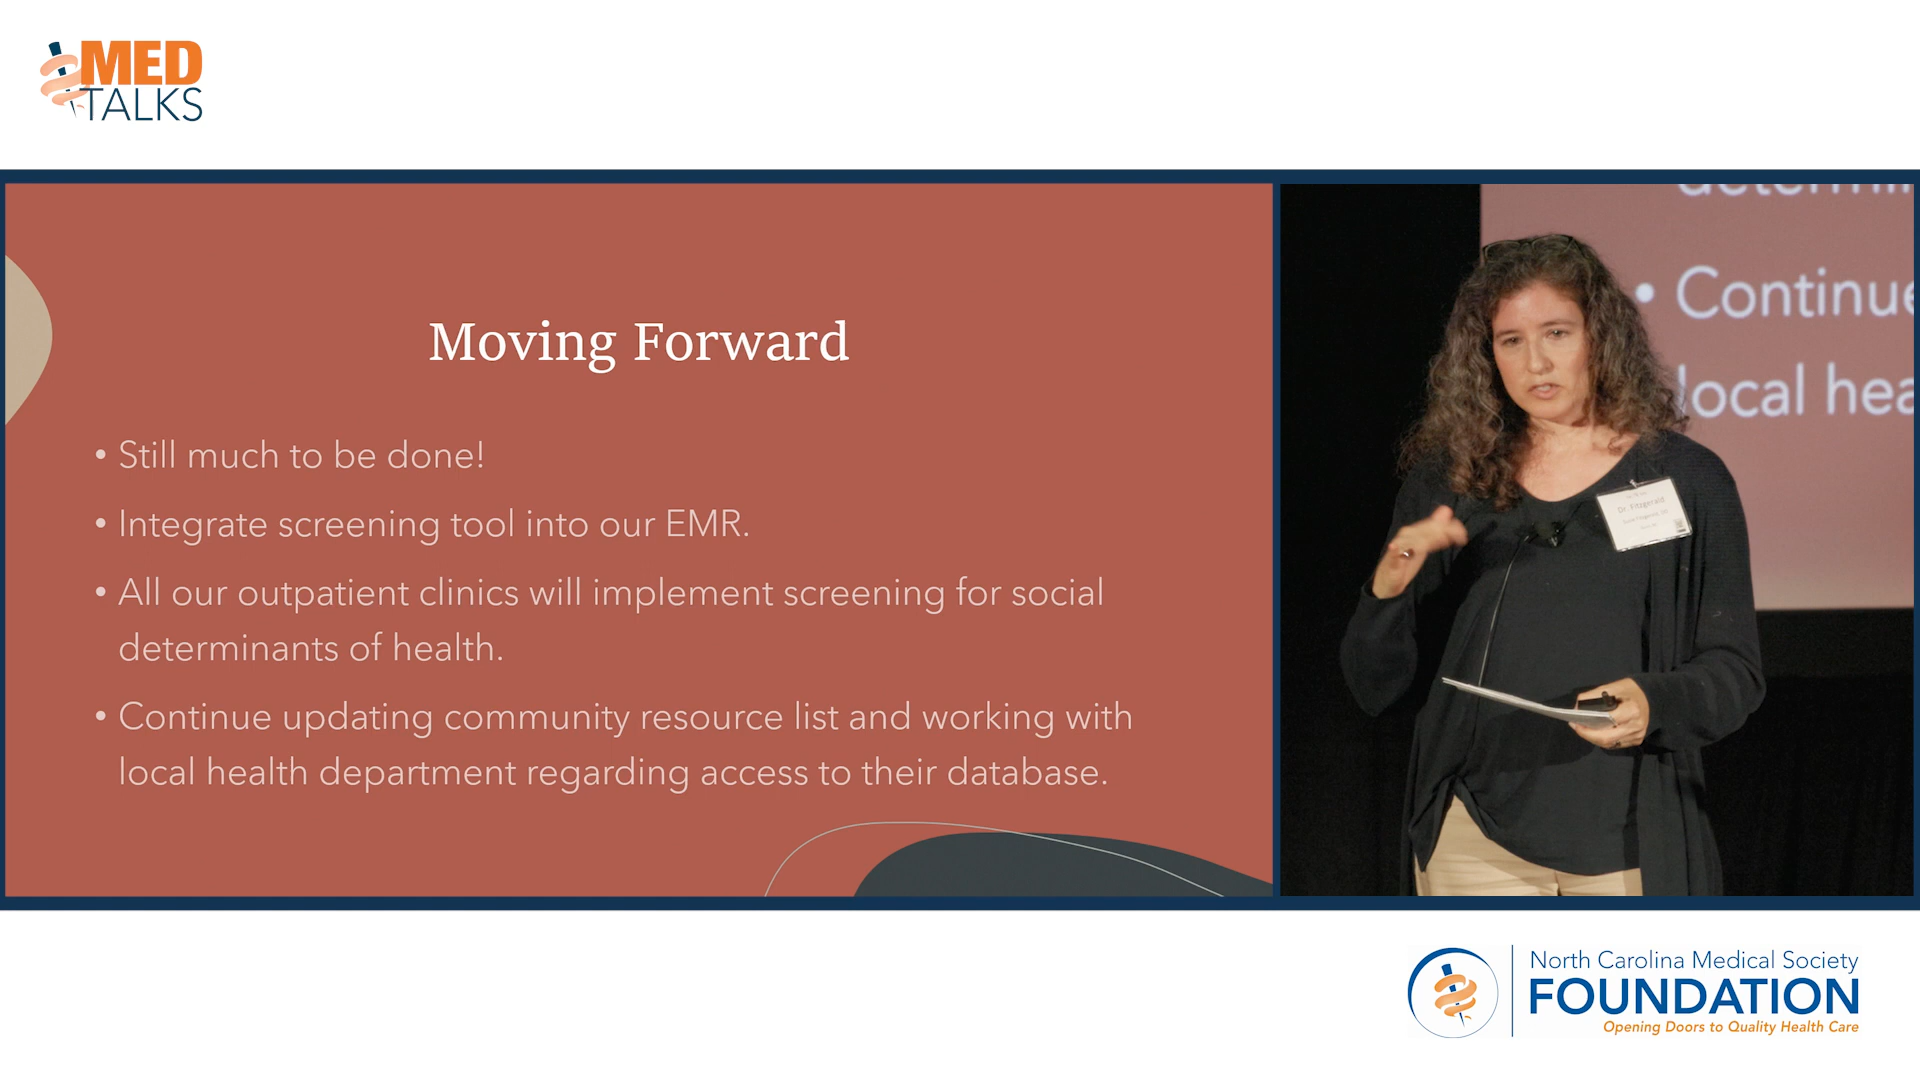 MED
TALKS
Moving Forward
• Still much to be done!
• Integrate screening tool into our EMR.
• All our outpatient clinics will implement screening for social
determinants of health.
• Continue updating community resource list and working with
local health department regarding access to their database.
determin
• Continue
local hea
Dr. Fitzgerald
North Carolina Medical Society
FOUNDATION
Opening Doors to Quality Health Care